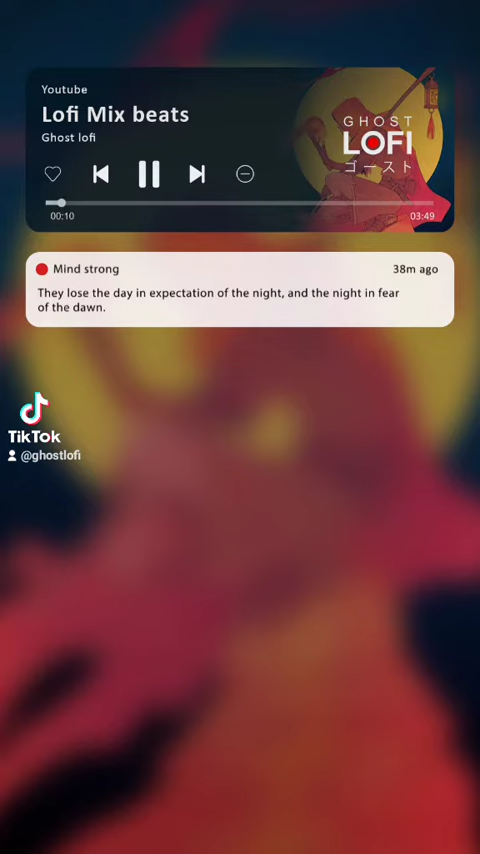 Youtube
Lofi Mix beats
Ghost lofi
GHOST
LOFI
ゴースト
00:10
03:49
Mind strong
38m ago
They lose the day in expectation of the night, and the night in fear
of the dawn.
TikTok
@ghostlofi